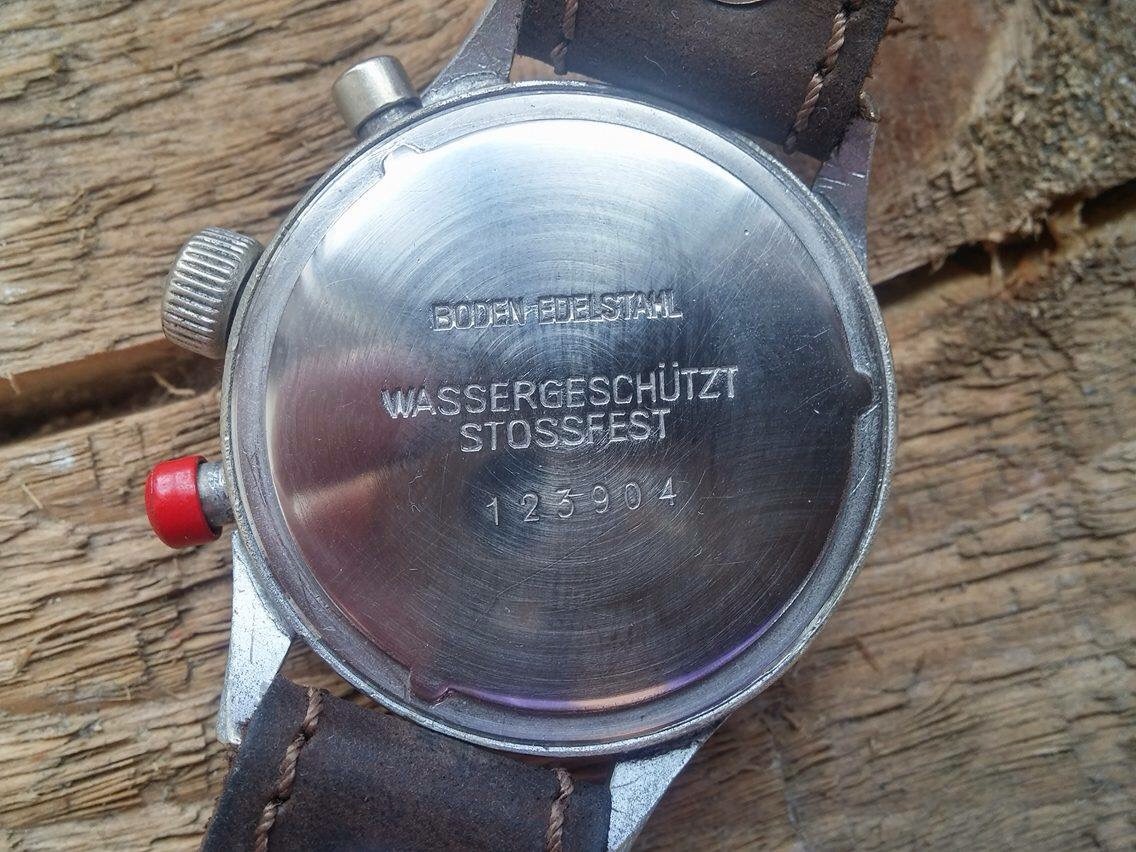 BODEN EDELSTAHL
WASSERGESCHÜTZT
STOSSFEST
123904